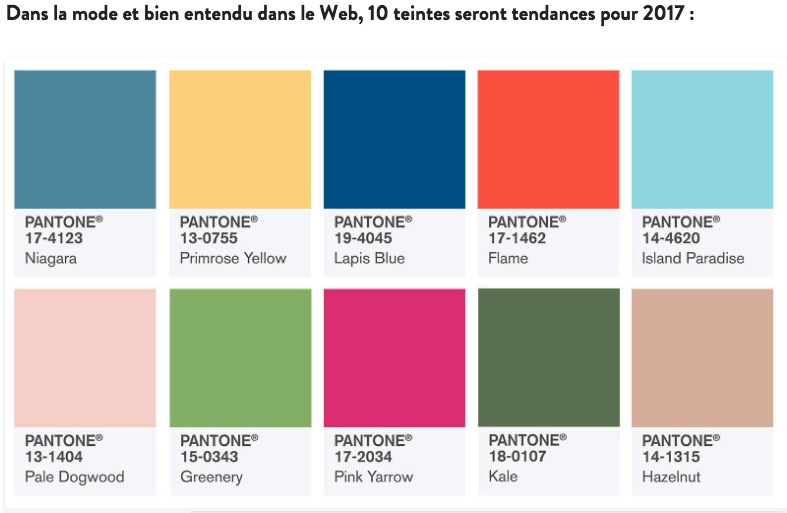 Dans la mode et bien entendu dans le Web, 10 teintes seront tendances pour 2017 :
PANTONE®
17-4123
Niagara
PANTONE®
13-0755
Primrose Yellow
PANTONE®
19-4045
Lapis Blue
PANTONE®
17-1462
Flame
PANTONE®
14-4620
Island Paradise
PANTONE®
13-1404
Pale Dogwood
PANTONE®
15-0343
Greenery
PANTONE®
17-2034
Pink Yarrow
PANTONE®
18-0107
Kale
PANTONE®
14-1315
Hazelnut